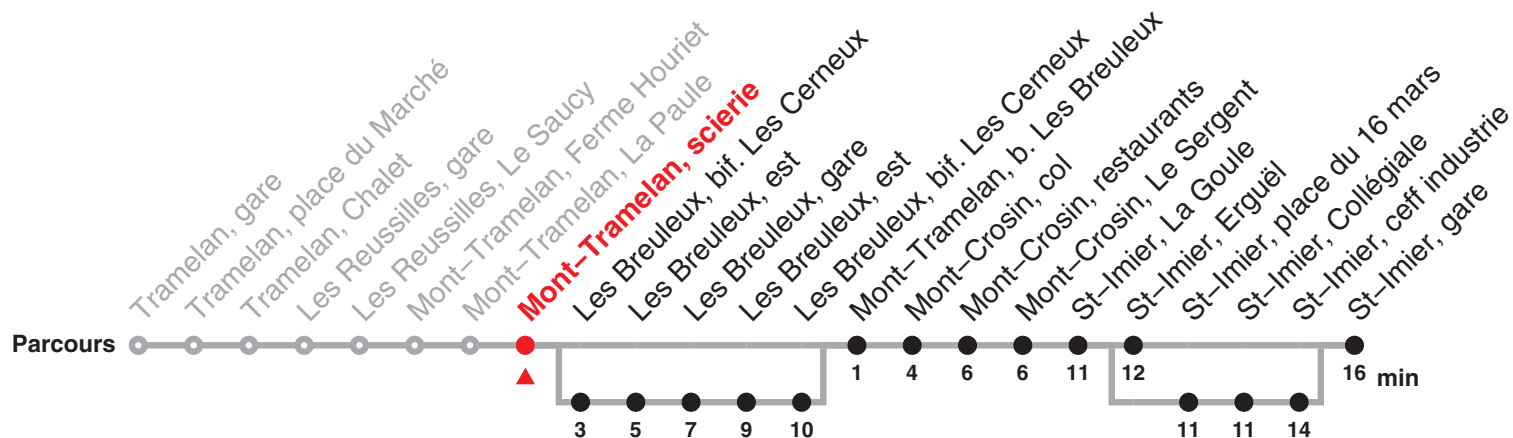 Tramelan, gare
Tramelan, place du Marché
Tramelan, Chalet
Les Reussilles, gare
Les Reussilles, Le Saucy
Mont–Tramelan, Ferme Houriet
Mont–Tramelan, La Paule
Mont–Tramelan, scierie
Les Breuleux, bif. Les Cerneux
Les Breuleux, est
Les Breuleux, gare
Les Breuleux, est
Les Breuleux, bif. Les Cerneux
Mont–Tramelan, b. Les Breuleux
Mont–Crosin, col
Mont–Crosin, restaurants
Mont–Crosin, Le Sergent
St–Imier, La Goule
St–Imier, Erguël
St–Imier, place du 16 mars
St–Imier, Collégiale
St–Imier, ceff industrie
St–Imier, gare
Parcours
1 4 6 6 11 12 16 min
3 5 7 9 10 11 11 14